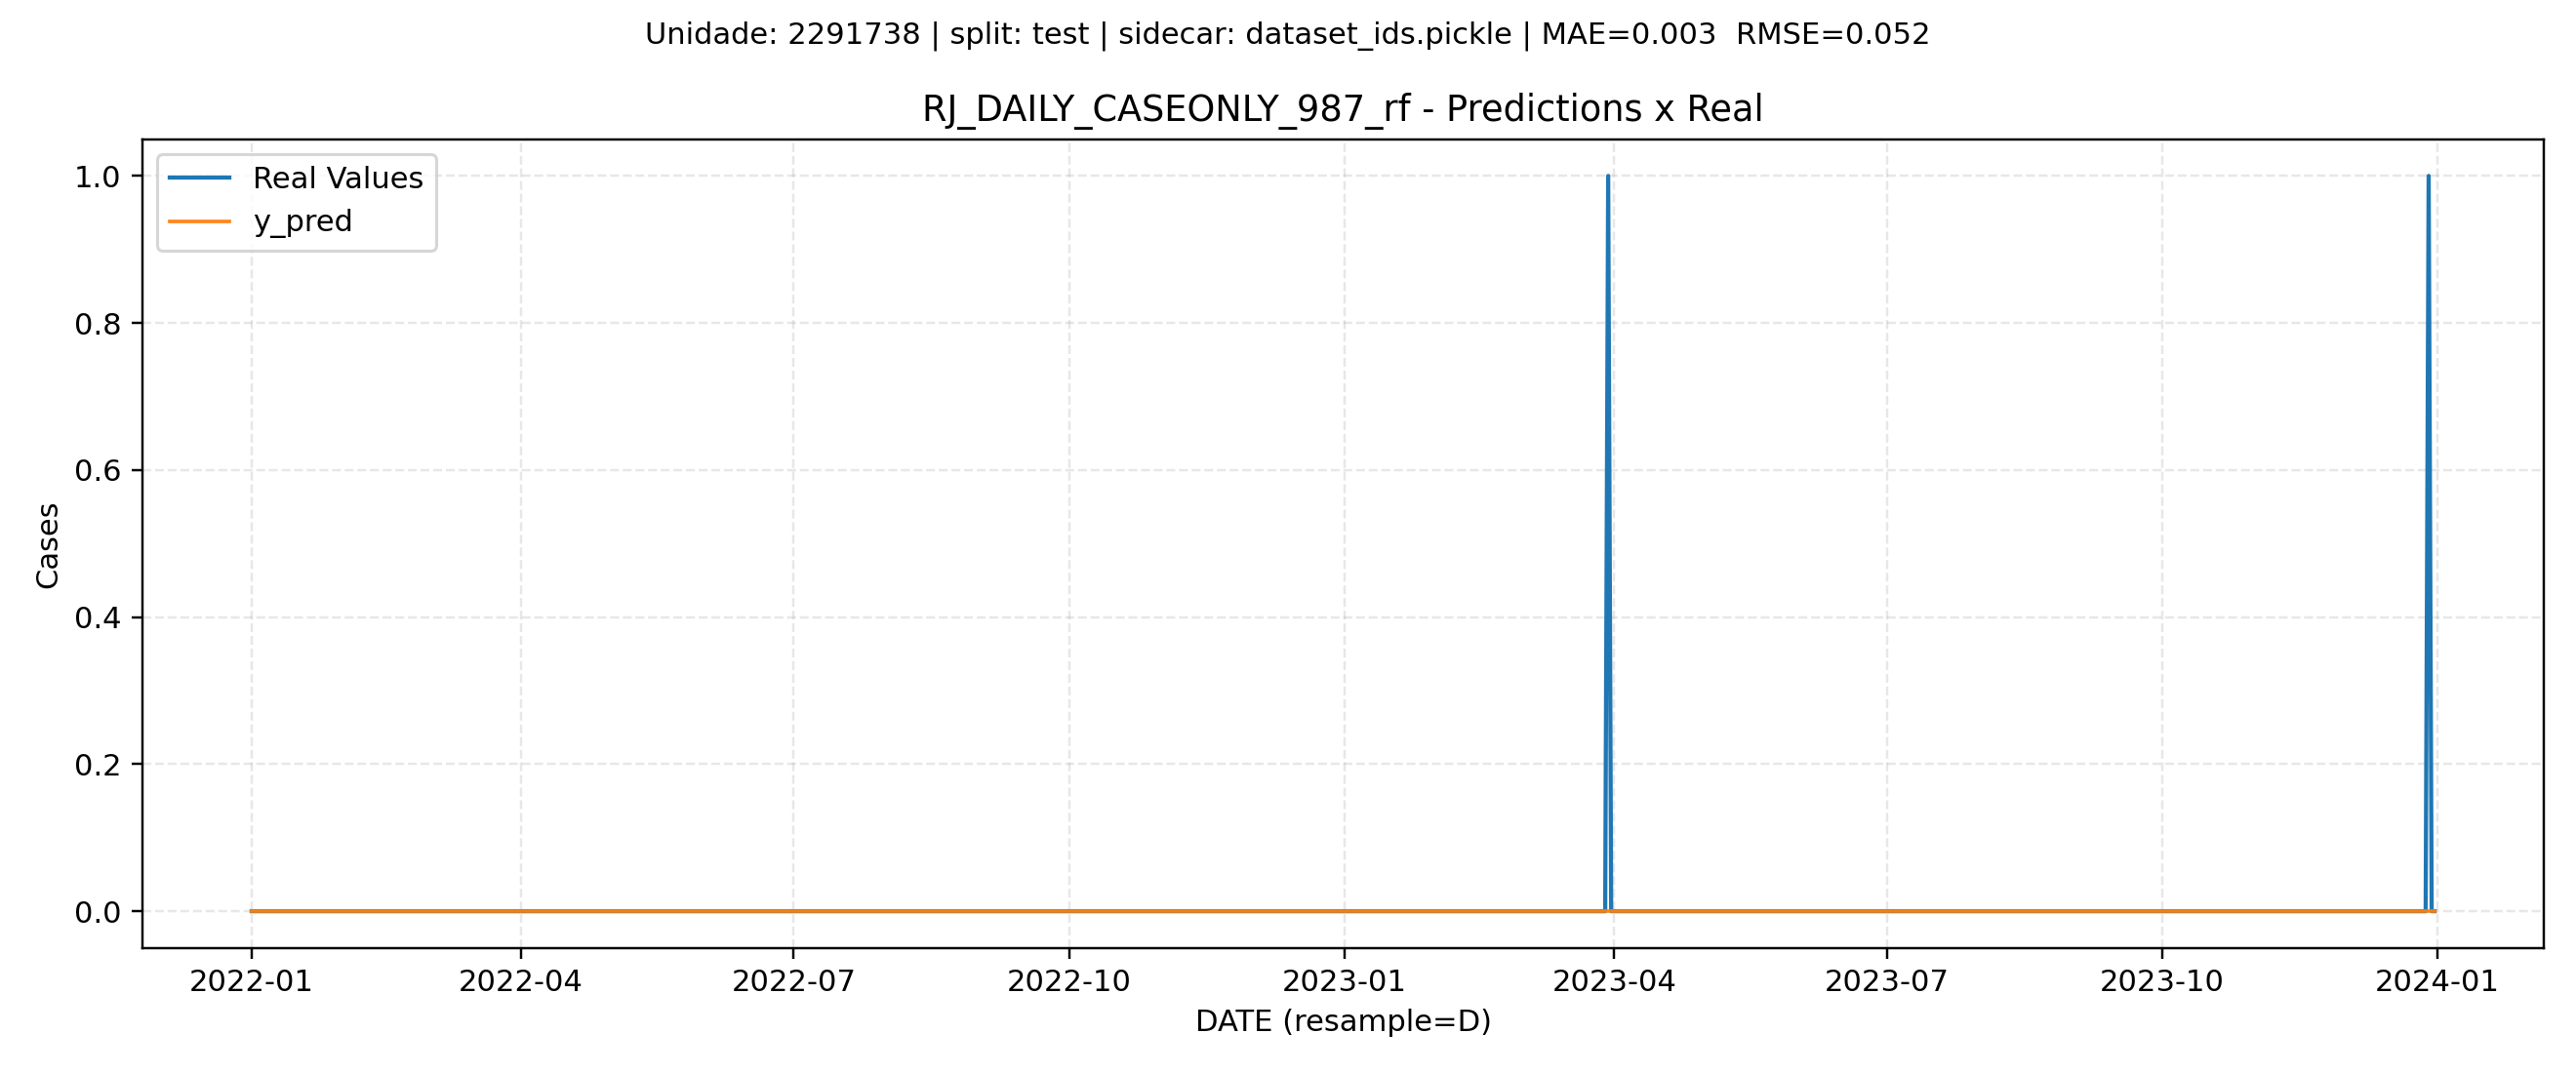 Unidade: 2291738 | split: test | sidecar: dataset_ids.pickle | MAE=0.003  RMSE=0.052
RJ_DAILY_CASEONLY_987_rf - Predictions x Real
Real Values
y_pred
1.0
0.8
0.6
0.4
0.2
0.0
Cases
2022-01 2022-04 2022-07 2022-10 2023-01 2023-04 2023-07 2023-10 2024-01
DATE (resample=D)